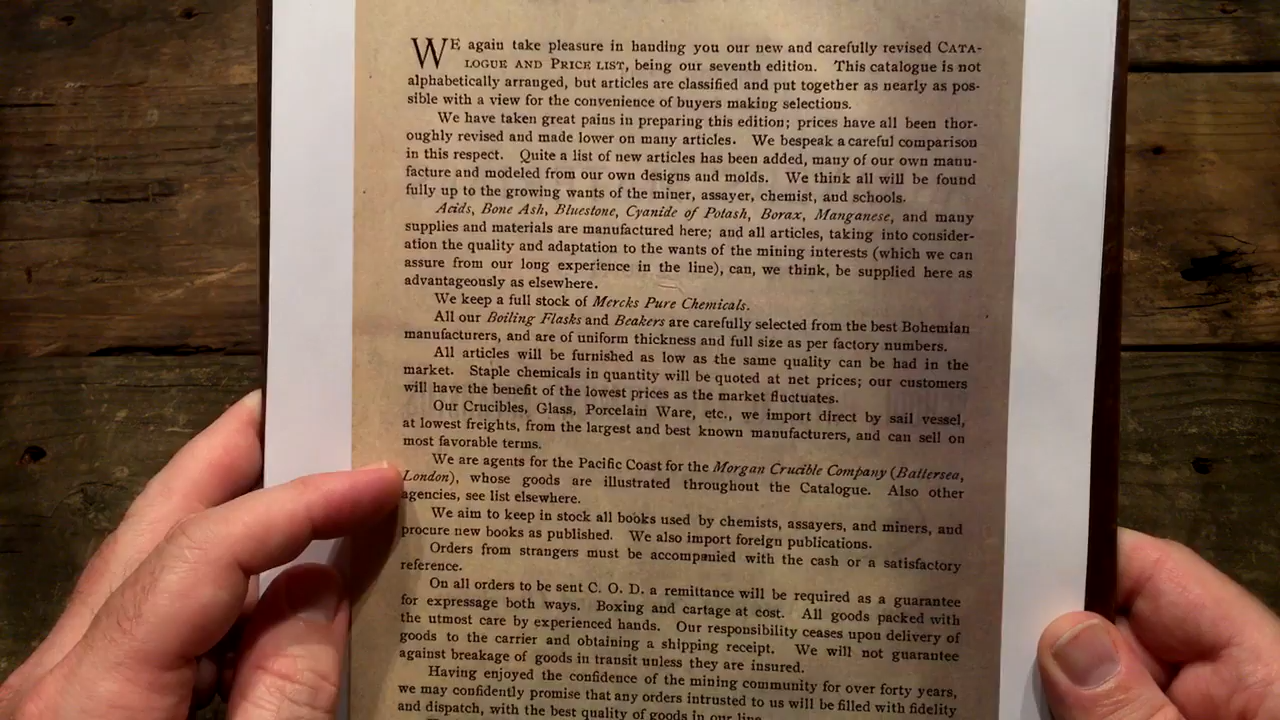 WE again take pleasure in handing you our new and carefully revised CATA-
LOGUE AND PRICE LIST, being our seventh edition. This catalogue is not
alphabetically arranged, but articles are classified and put together as nearly as pos-
sible with a view for the convenience of buyers making selections.
We have taken great pains in preparing this edition; prices have all been thor-
oughly revised and made lower on many articles. We bespeak a careful comparison
in this respect. Quite a list of new articles has been added, many of our own manu-
facture and modeled from our own designs and molds. We think all will be found
fully up to the growing wants of the miner, assayer, chemist, and schools.
Acids, Bone Ash, Bluestone, Cyanide of Potash, Borax, Manganese, and many
supplies and materials are manufactured here; and all articles, taking into consider-
ation the quality and adaptation to the wants of the mining interests (which we can
assure from our long experience in the line), can, we think, be supplied here as
advantageously as elsewhere.
We keep a full stock of Mercks Pure Chemicals.
All our Boiling Flasks and Beakers are carefully selected from the best Bohemian
manufacturers, and are of uniform thickness and full size as per factory numbers.
All articles will be furnished as low as the same quality can be had in the
market. Staple chemicals in quantity will be quoted at net prices; our customers
will have the benefit of the lowest prices as the market fluctuates.
Our Crucibles, Glass, Porcelain Ware, etc., we import direct by sail vessel,
at lowest freights, from the largest and best known manufacturers, and can sell on
most favorable terms.
We are agents for the Pacific Coast for the Morgan Crucible Company (Battersea,
London), whose goods are illustrated throughout the Catalogue. Also other
agencies, see list elsewhere.
We aim to keep in stock all books used by chemists, assayers, and miners, and
procure new books as published. We also import foreign publications.
Orders from strangers must be accompanied with the cash or a satisfactory
reference.
On all orders to be sent C. O. D. a remittance will be required as a guarantee
for expressage both ways. Boxing and cartage at cost. All goods packed with
the utmost care by experienced hands. Our responsibility ceases upon delivery of
goods to the carrier and obtaining a shipping receipt. We will not guarantee
against breakage of goods in transit unless they are insured.
Having enjoyed the confidence of the mining community for over forty years,
we may confidently promise that any orders intrusted to us will be filled with fidelity
and dispatch, with the best quality of goods in our line.